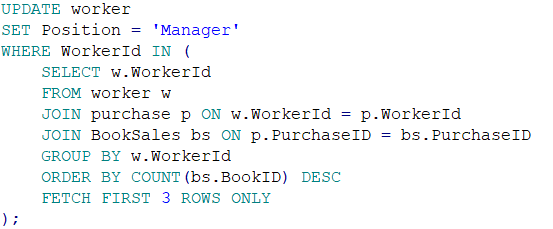 UPDATE worker
SET Position = 'Manager'
WHERE WorkerId IN (
    SELECT w.WorkerId
    FROM worker w
    JOIN purchase p ON w.WorkerId = p.WorkerId
    JOIN BookSales bs ON p.PurchaseID = bs.PurchaseID
    GROUP BY w.WorkerId
    ORDER BY COUNT(bs.BookID) DESC
    FETCH FIRST 3 ROWS ONLY
);